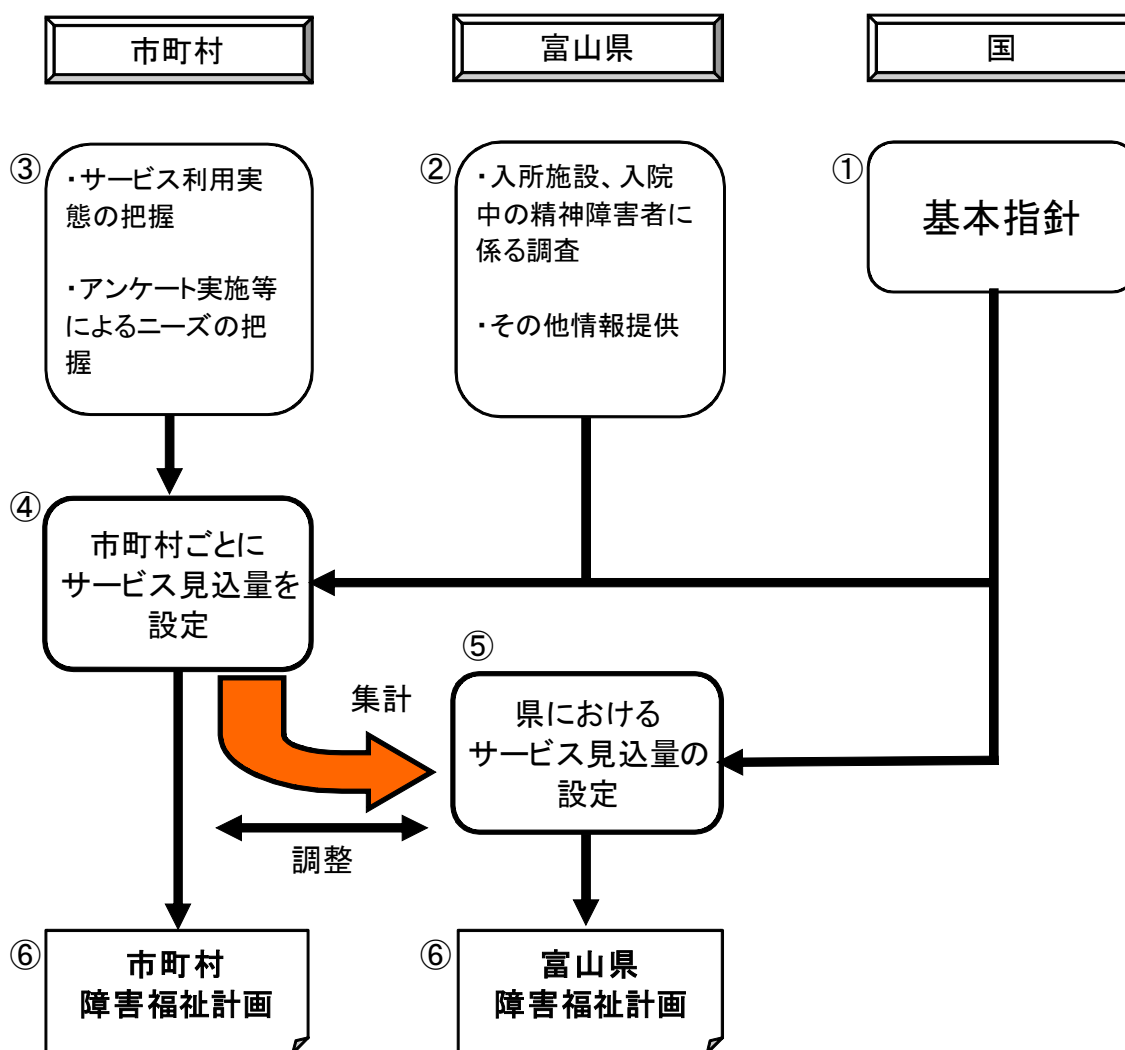 市町村
富山県
国
③
・サービス利用実
態の把握
・アンケート実施等
によるニーズの把
握
②
・入所施設、入院
中の精神障害者に
係る調査
・その他情報提供
①
基本指針
④
市町村ごとに
サービス見込量を
設定
⑤
県における
サービス見込量の
設定
集計
調整
⑥
市町村
障害福祉計画
⑥
富山県
障害福祉計画